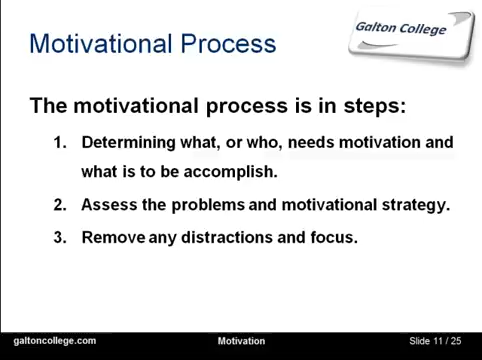 Galton College
Motivational Process
The motivational process is in steps:
1. Determining what, or who, needs motivation and
what is to be accomplish.
2. Assess the problems and motivational strategy.
3. Remove any distractions and focus.
galtoncollege.com Motivation Slide 11 / 25